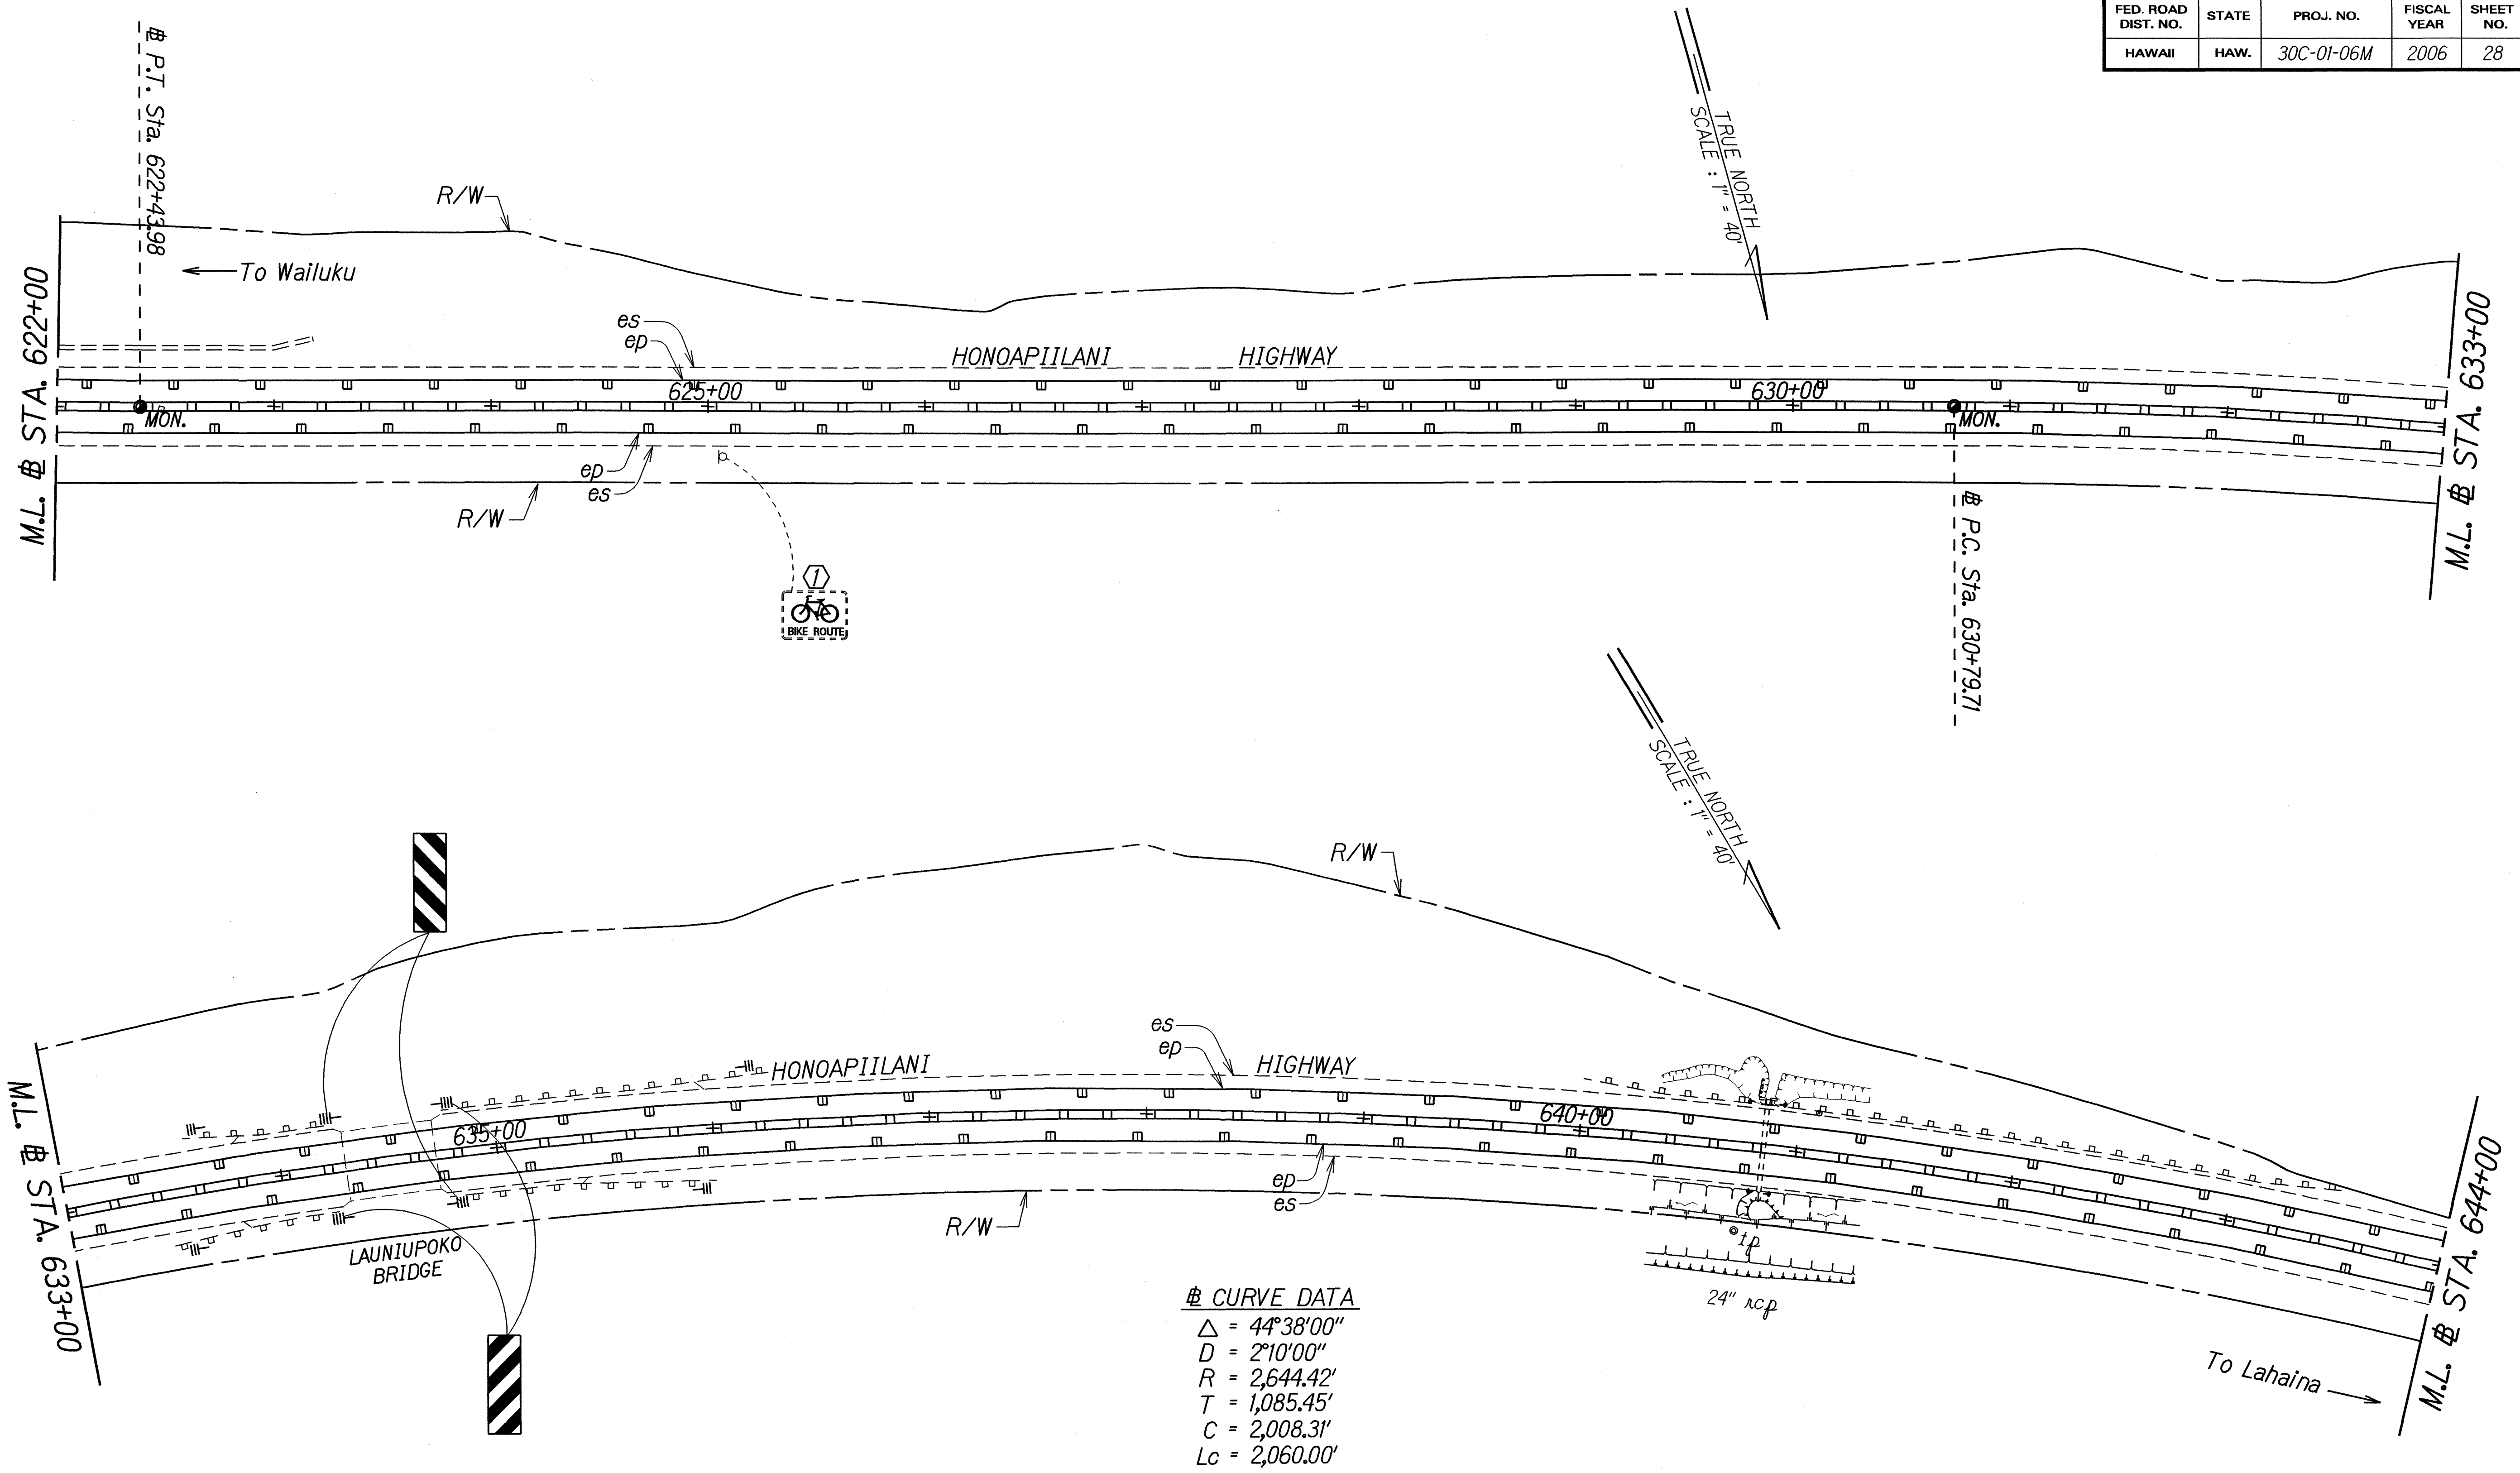 FED. ROAD DIST. NO. STATE PROJ. NO. FISCAL YEAR SHEET NO.
HAWAII HAW. 30C-01-06M 2006 28
℄ P.T. Sta. 622+43.98
TRUE NORTH
SCALE : 1" = 40'
R/W
To Wailuku
M.L. ℄ STA. 622+00
M.L. ℄ STA. 633+00
es
ep
HONOAPIILANI HIGHWAY
625+00
630+00
MON.
MON.
ep
es
R/W
℄ P.C. Sta. 630+79.71
1
BIKE ROUTE
TRUE NORTH
SCALE : 1" = 40'
R/W
es
ep
HONOAPIILANI HIGHWAY
M.L. ℄ STA. 633+00
635+00
640+00
M.L. ℄ STA. 644+00
ep
es
R/W
LAUNIUPOKO
BRIDGE
tp
24" rcp
℄ CURVE DATA
△ = 44°38'00"
D = 2°10'00"
R = 2,644.42'
T = 1,085.45'
C = 2,008.31'
Lc = 2,060.00'
To Lahaina